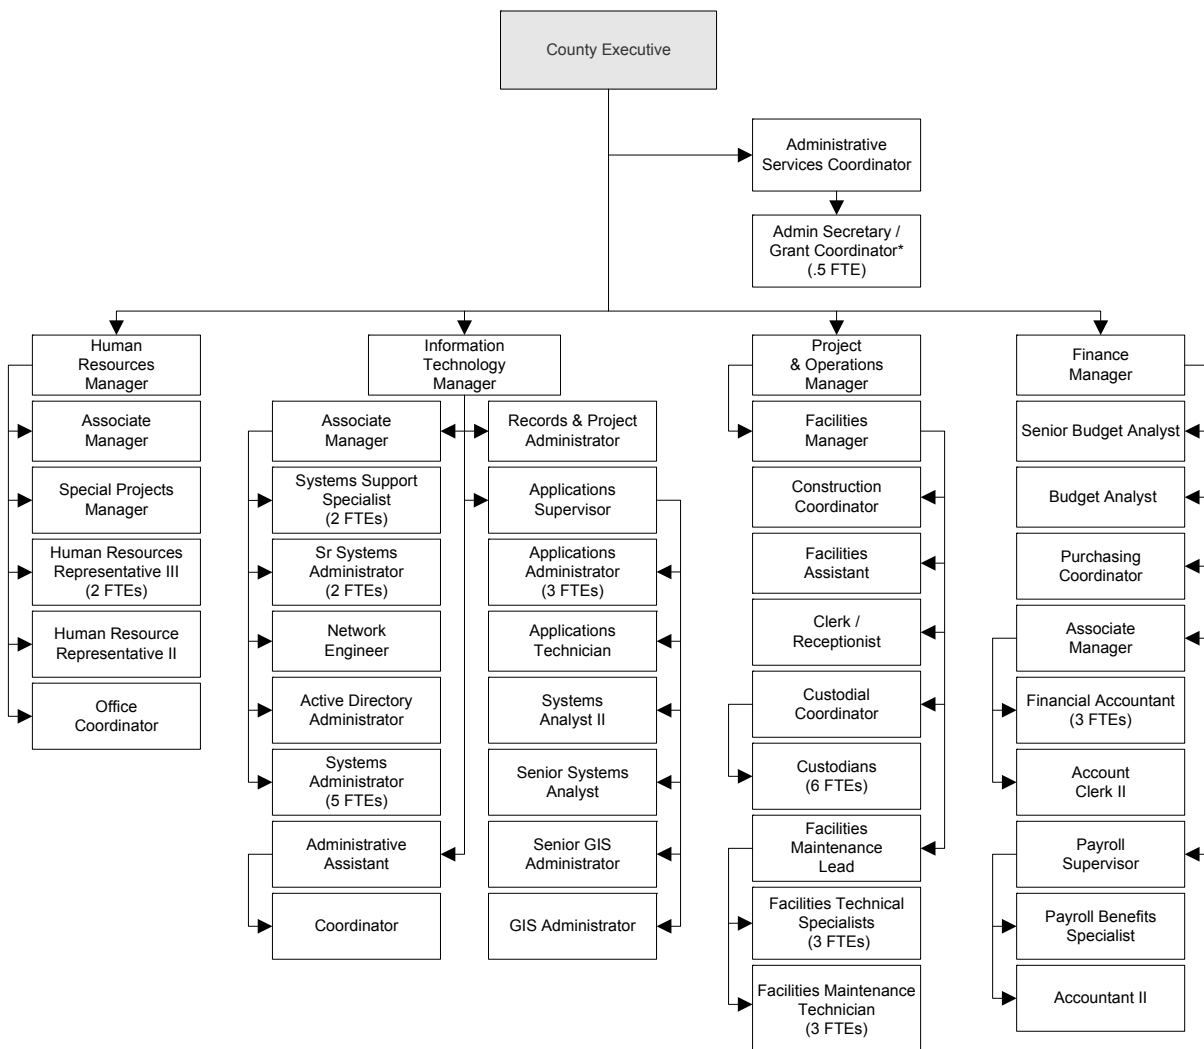 County Executive
Administrative
Services Coordinator
Admin Secretary /
Grant Coordinator*
(.5 FTE)
Human
Resources
Manager
Associate
Manager
Special Projects
Manager
Human Resources
Representative III
(2 FTEs)
Human Resource
Representative II
Office
Coordinator
Information
Technology
Manager
Associate
Manager
Systems Support
Specialist
(2 FTEs)
Sr Systems
Administrator
(2 FTEs)
Network
Engineer
Active Directory
Administrator
Systems
Administrator
(5 FTEs)
Administrative
Assistant
Coordinator
Records & Project
Administrator
Applications
Supervisor
Applications
Administrator
(3 FTEs)
Applications
Technician
Systems
Analyst II
Senior Systems
Analyst
Senior GIS
Administrator
GIS Administrator
Project
& Operations
Manager
Facilities
Manager
Construction
Coordinator
Facilities
Assistant
Clerk /
Receptionist
Custodial
Coordinator
Custodians
(6 FTEs)
Facilities
Maintenance
Lead
Facilities Technical
Specialists
(3 FTEs)
Facilities Maintenance
Technician
(3 FTEs)
Finance
Manager
Senior Budget Analyst
Budget Analyst
Purchasing
Coordinator
Associate
Manager
Financial Accountant
(3 FTEs)
Account
Clerk II
Payroll
Supervisor
Payroll Benefits
Specialist
Accountant II